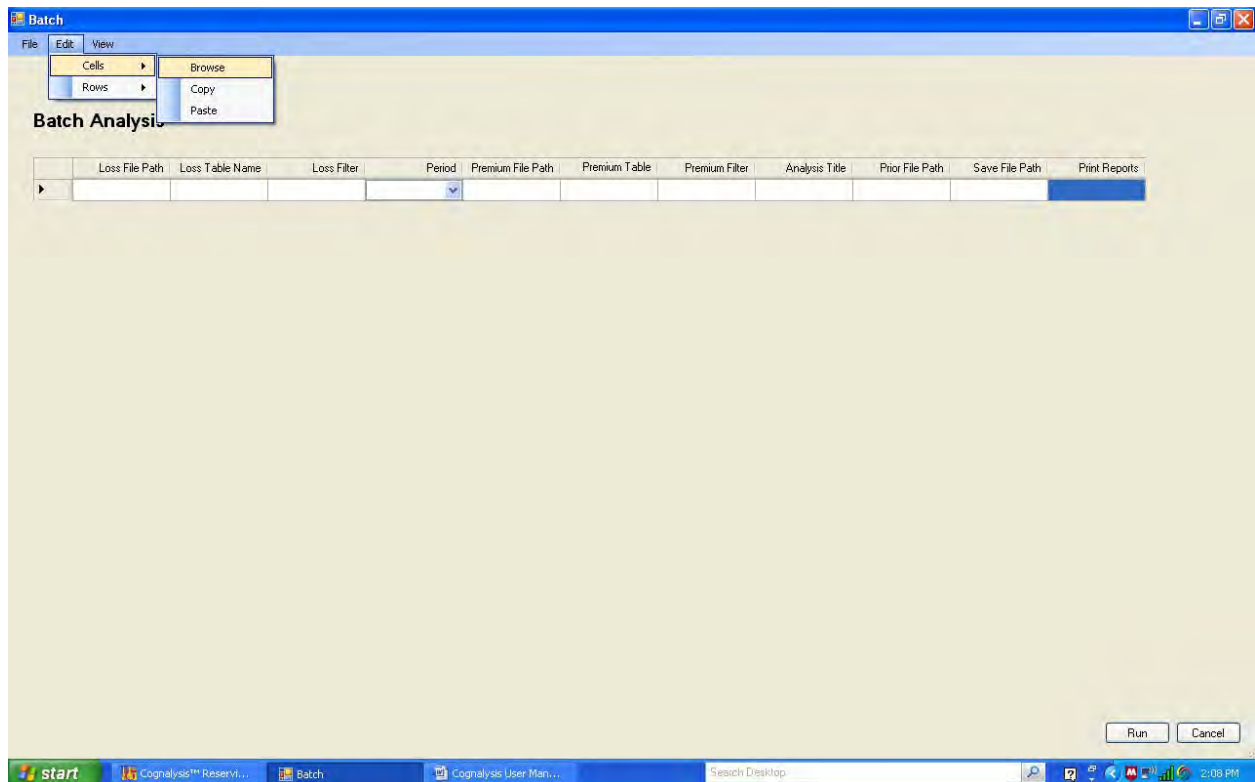 Batch
File Edit View
Cells Browse
Rows Copy
Paste
Batch Analysis
Loss File Path Loss Table Name Loss Filter Period Premium File Path Premium Table Premium Filter Analysis Title Prior File Path Save File Path Print Reports
Run Cancel
start Cognalysis™ Reservi... Batch Cognalysis User Man... Search Desktop 2:08 PM